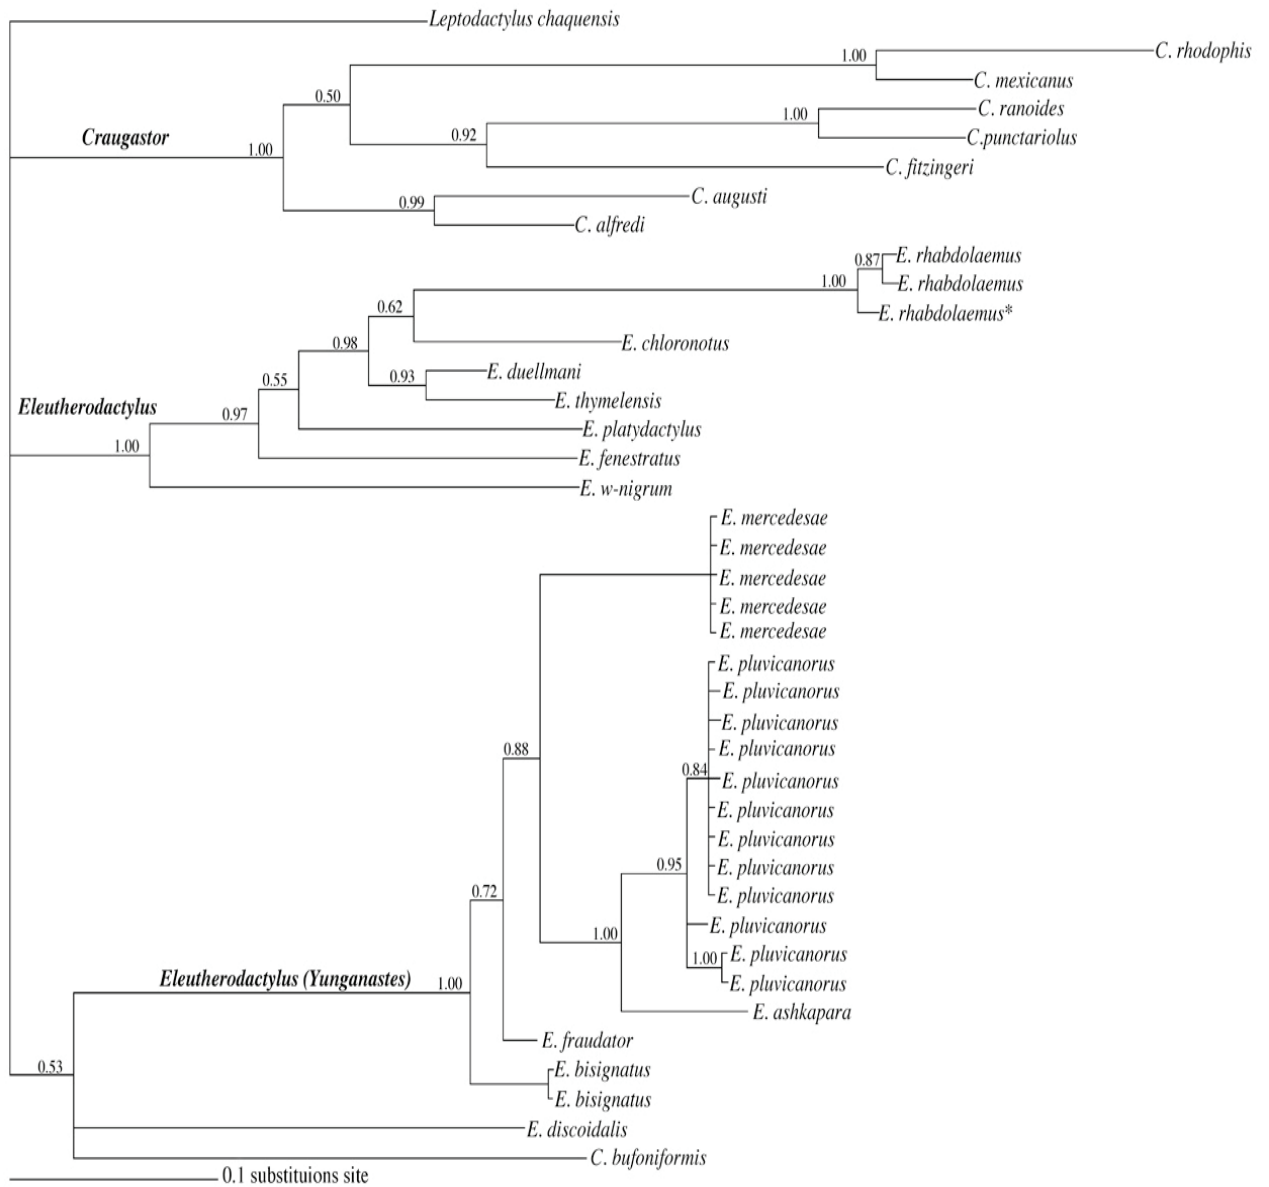 Leptodactylus chaquensis
1.00
C. rhodophis
C. mexicanus
0.50
1.00
C. ranoides
0.92
C.punctariolus
Craugastor
1.00
C. fitzingeri
0.99
C. augusti
C. alfredi
0.87
E. rhabdolaemus
1.00
E. rhabdolaemus
0.62
E. rhabdolaemus*
0.98
E. chloronotus
0.55
0.93
E. duellmani
Eleutherodactylus
0.97
E. thymelensis
E. platydactylus
1.00
E. fenestratus
E. w-nigrum
E. mercedesae
E. mercedesae
E. mercedesae
E. mercedesae
E. mercedesae
E. pluvicanorus
E. pluvicanorus
E. pluvicanorus
0.88
E. pluvicanorus
0.84
E. pluvicanorus
E. pluvicanorus
E. pluvicanorus
0.95
E. pluvicanorus
0.72
E. pluvicanorus
1.00
E. pluvicanorus
1.00
E. pluvicanorus
Eleutherodactylus (Yunganastes)
1.00
E. pluvicanorus
E. ashkapara
E. fraudator
0.53
E. bisignatus
E. bisignatus
E. discoidalis
C. bufoniformis
0.1 substituions site